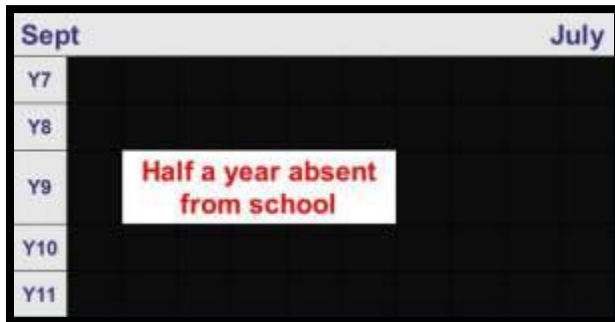 Sept July
Y7
Y8
Y9
Half a year absent
from school
Y10
Y11